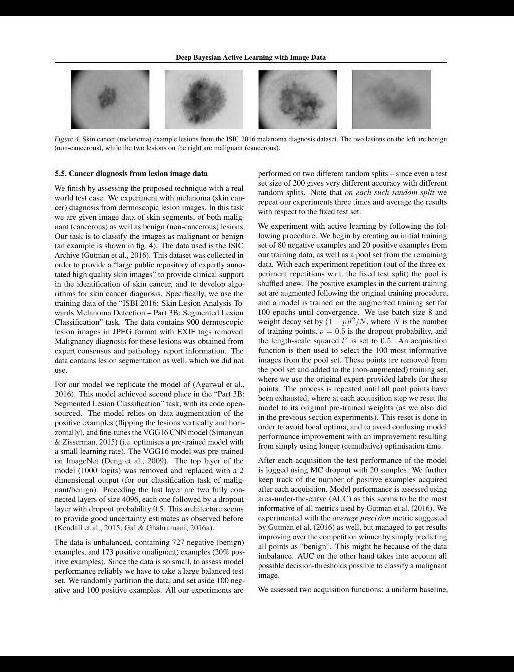 Deep Bayesian Active Learning with Image Data
Figure 4. Skin cancer (melanoma) example lesions from the ISIC 2016 melanoma diagnosis dataset. The two lesions on the left are benign
(non-cancerous), while the two lesions on the right are malignant (cancerous).
5.5. Cancer diagnosis from lesion image data
We finish by assessing the proposed technique with a real
world test case. We experiment with melanoma (skin can-
cer) diagnosis from dermoscopic lesion images. In this task
we are given image data of skin segments, of both malig-
nant (cancerous) as well as benign (non-cancerous) lesions.
Our task is to classify the images as malignant or benign
(an example is shown in fig. 4). The data used is the ISIC
Archive (Gutman et al., 2016). This dataset was collected in
order to provide a "large public repository of expertly anno-
tated high quality skin images" to provide clinical support
in the identification of skin cancer, and to develop algo-
rithms for skin cancer diagnosis. Specifically, we use the
training data of the "ISBI 2016: Skin Lesion Analysis To-
wards Melanoma Detection – Part 3B: Segmented Lesion
Classification" task. The data contains 900 dermoscopic
lesion images in JPEG format with EXIF tags removed.
Malignancy diagnosis for these lesions was obtained from
expert consensus and pathology report information. The
data contains lesion segmentation as well, which we did not
use.
For our model we replicate the model of (Agarwal et al.,
2016). This model achieved second place in the "Part 3B:
Segmented Lesion Classification" task, with its code open-
sourced. The model relies on data augmentation of the
positive examples (flipping the lesions vertically and hori-
zontally), and fine-tunes the VGG16 CNN model (Simonyan
& Zisserman, 2015) (i.e. optimises a pre-trained model with
a small learning rate). The VGG16 model was pre-trained
on ImageNet (Deng et al., 2009). The top layer of the
model (1000 logits) was removed and replaced with a 2
dimensional output (for our classification task of malig-
nant/benign). Preceding the last layer are two fully con-
nected layers of size 4096, each one followed by a dropout
layer with dropout probability 0.5. This architecture seems
to provide good uncertainty estimates as observed before
(Kendall et al., 2015; Gal & Ghahramani, 2016a).
The data is unbalanced, containing 727 negative (benign)
examples, and 173 positive (malignant) examples (20% pos-
itive examples). Since the data is so small, to assess model
performance reliably we have to take a large balanced test
set. We randomly partition the data, and set aside 100 neg-
ative and 100 positive examples. All our experiments are
performed on two different random splits – since even a test
set size of 200 gives very different accuracy with different
random splits. Note that on each such random split we
repeat our experiments three times and average the results
with respect to the fixed test set.
We experiment with active learning by following the fol-
lowing procedure. We begin by creating an initial training
set of 80 negative examples and 20 positive examples from
our training data, as well as a pool set from the remaining
data. With each experiment repetition (out of the three ex-
periment repetitions w.r.t. the fixed test split) the pool is
shuffled anew. The positive examples in the current training
set are augmented following the original training procedure,
and a model is trained on the augmented training set for
100 epochs until convergence. We use batch size 8 and
weight decay set by (1 − p)l²/N, where N is the number
of training points, p = 0.5 is the dropout probability, and
the length-scale squared l² is set to 0.5. An acquisition
function is then used to select the 100 most informative
images from the pool set. These points are removed from
the pool set and added to the (non-augmented) training set,
where we use the original expert-provided labels for these
points. The process is repeated until all pool points have
been exhausted, where at each acquisition step we reset the
model to its original pre-trained weights (as we also did
in the previous section experiments). This reset is done in
order to avoid local optima, and to avoid confusing model
performance improvement with an improvement resulting
from simply using longer (cumulative) optimisation time.
After each acquisition the test performance of the model
is logged using MC dropout with 20 samples. We further
keep track of the number of positive examples acquired
after each acquisition. Model performance is assessed using
area-under-the-curve (AUC) as this seems to be the most
informative of all metrics used by Gutman et al. (2016). We
experimented with the average precision metric suggested
by Gutman et al. (2016) as well, but managed to get results
improving over the competition winner by simply predicting
all points as "benign". This might be because of the data
imbalance. AUC on the other hand takes into account all
possible decision-thresholds possible to classify a malignant
image.
We assessed two acquisition functions: a uniform baseline,